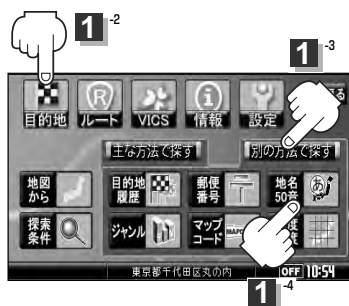 1 -2
1 -3
目的地 ルート VICS 情報 設定 る
主な方法で探す 別の方法で探す
地図から 目的地履歴 郵便番号 地名50音
探索条件 ジャンル マップコード MAPC 度
東京都千代田区丸の内 OFF 10:54
1 -4